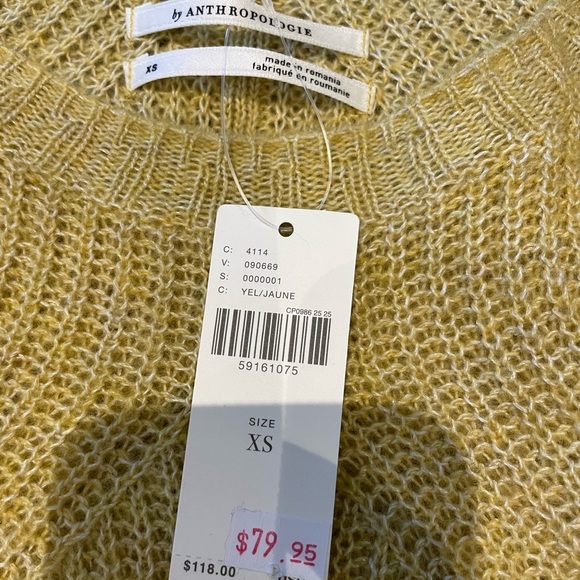 by ANTHROPOLOGIE
XS
made in romania
fabriqué en roumanie
C: 4114
V: 090669
S: 0000001
C: YEL/JAUNE
CP0986 25 25
59161075
SIZE
XS
$79.95
$118.00